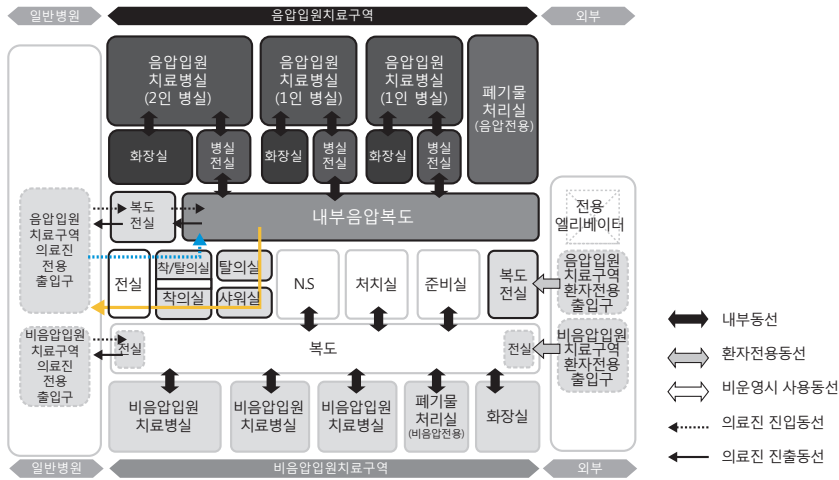 일반병원
음압입원치료구역
외부
음압입원
치료병실
(2인 병실)
음압입원
치료병실
(1인 병실)
음압입원
치료병실
(1인 병실)
폐기물
처리실
(음압전용)
화장실
병실
전실
화장실
병실
전실
화장실
병실
전실
음압입원
치료구역
의료진
전용
출입구
복도
전실
내부음압복도
전용
엘리베이터
전실
착/탈의실
탈의실
착의실
샤워실
N.S
처치실
준비실
복도
전실
음압입원
치료구역
환자전용
출입구
비음압입원
치료구역
의료진
전용
출입구
전실
복도
전실
비음압입원
치료구역
환자전용
출입구
비음압입원
치료병실
비음압입원
치료병실
비음압입원
치료병실
폐기물
처리실
(비음압전용)
화장실
일반병원
비음압입원치료구역
외부
내부동선
환자전용동선
비운영시 사용동선
의료진 진입동선
의료진 진출동선